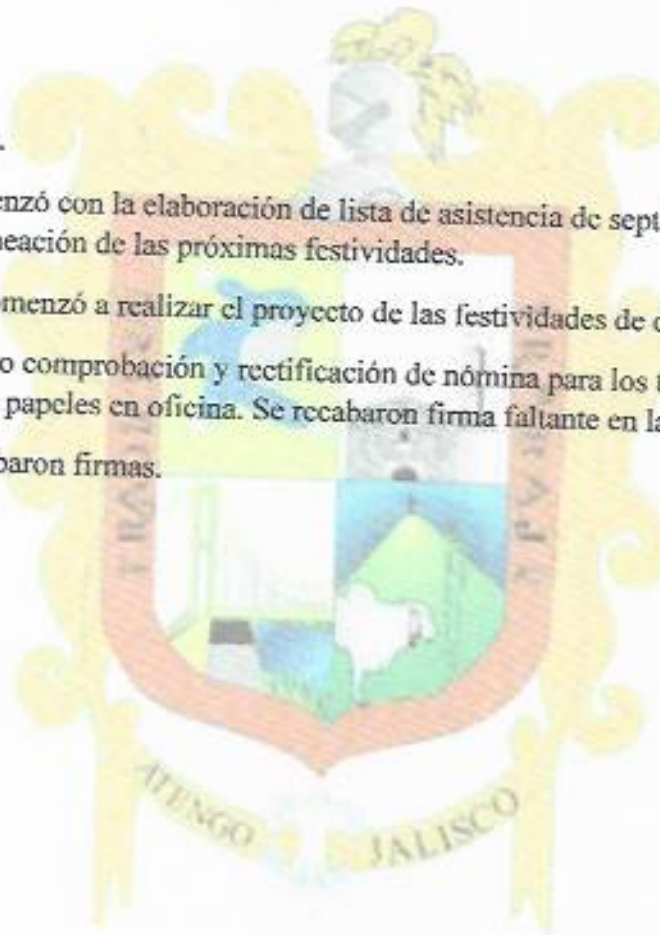 enzó con la elaboración de lista de asistencia de sept
neación de las próximas festividades.
omenzó a realizar el proyecto de las festividades de
o comprobación y rectificación de nómina para los
papeles en oficina. Se recabaron firma faltante en la
baron firmas.
ATENGO JALISCO